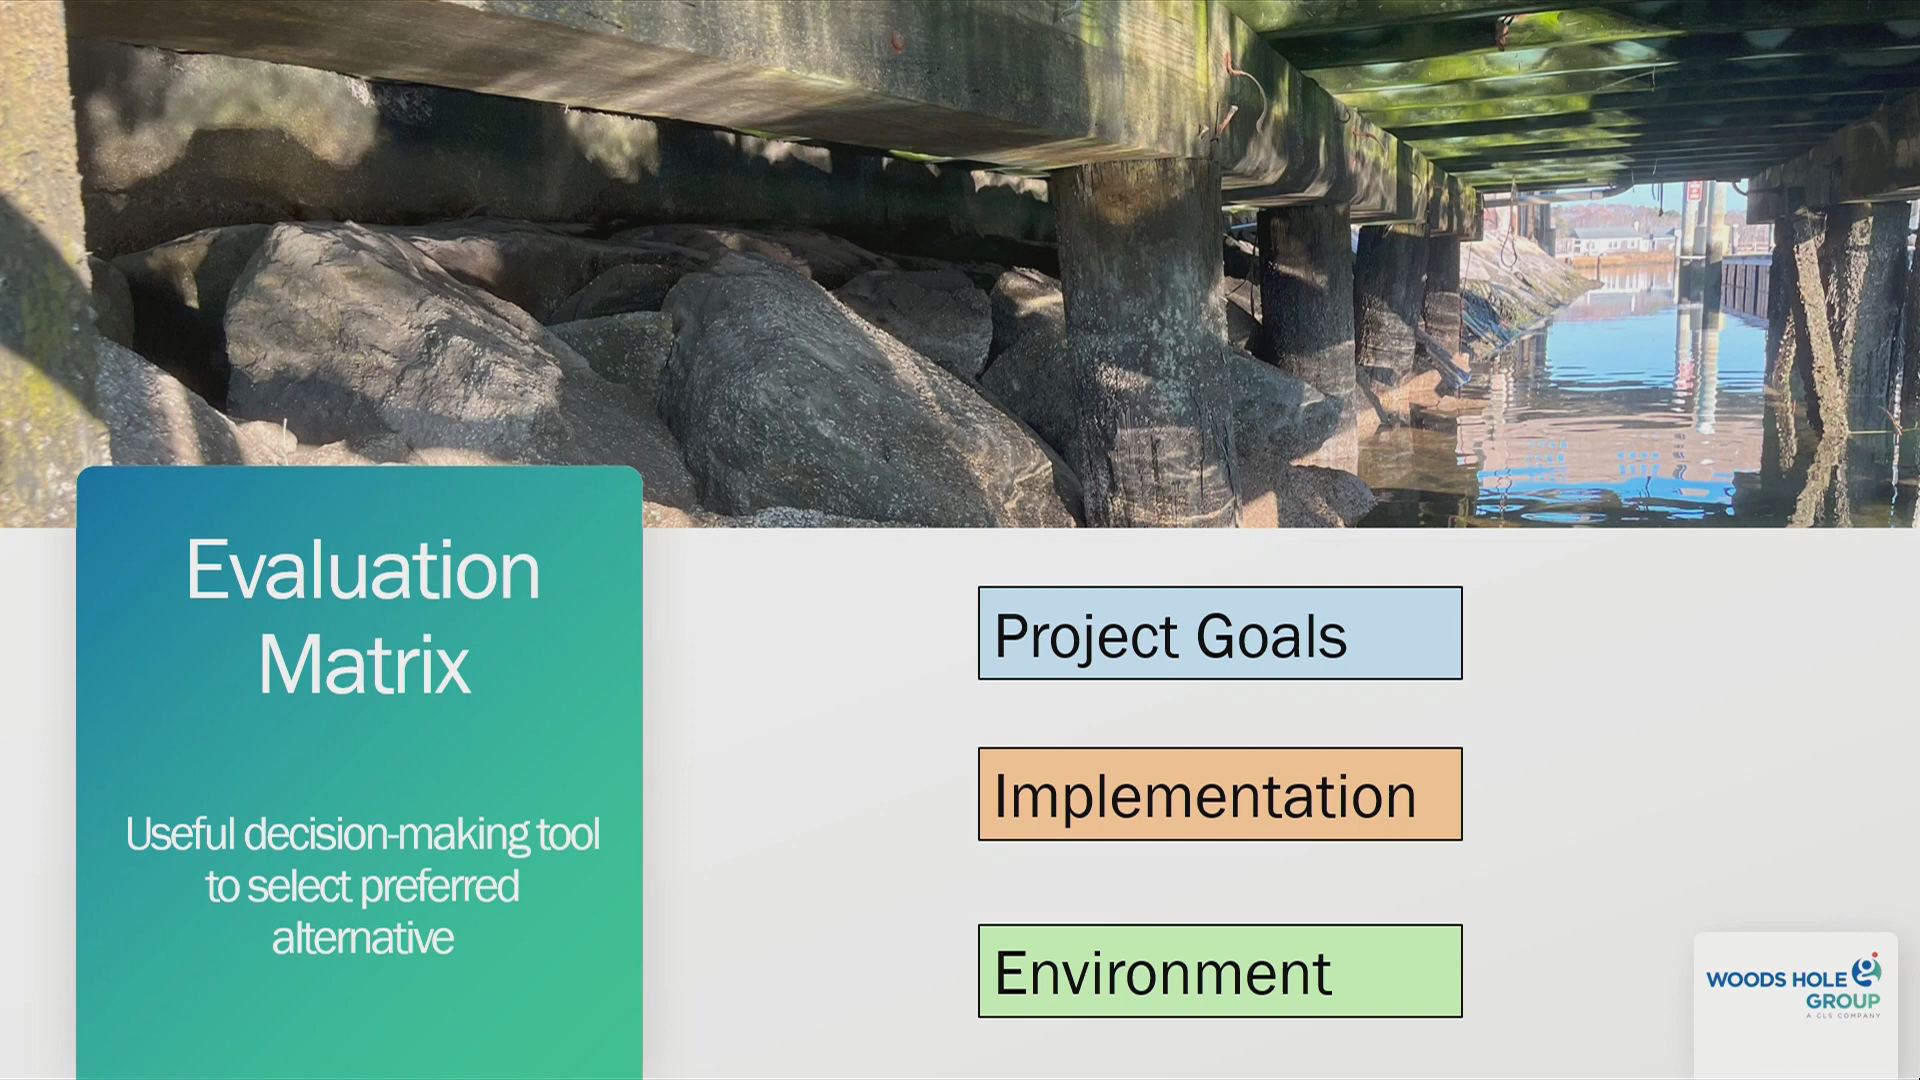 Evaluation
Matrix
Useful decision-making tool
to select preferred
alternative
Project Goals
Implementation
Environment
WOODS HOLE
GROUP
A CLS COMPANY